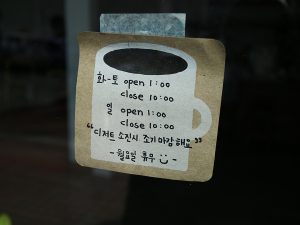 화-토 open 1:00
close 10:00
일 open 1:00
close 10:00
"디저트 소진시 조기마감해요"
- 월요일 휴무 -